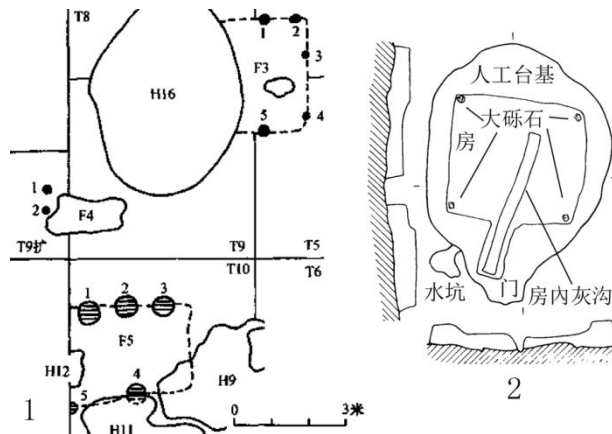 T8
1 2
3
F3
H16
5 4
1
2
F4
T9扩 T9 T5
T10 T6
1 2 3
F5
H12
4
H9
5
H11
1
0 3米
人工台基
大砾石
房
水坑 门 房内灰沟
2